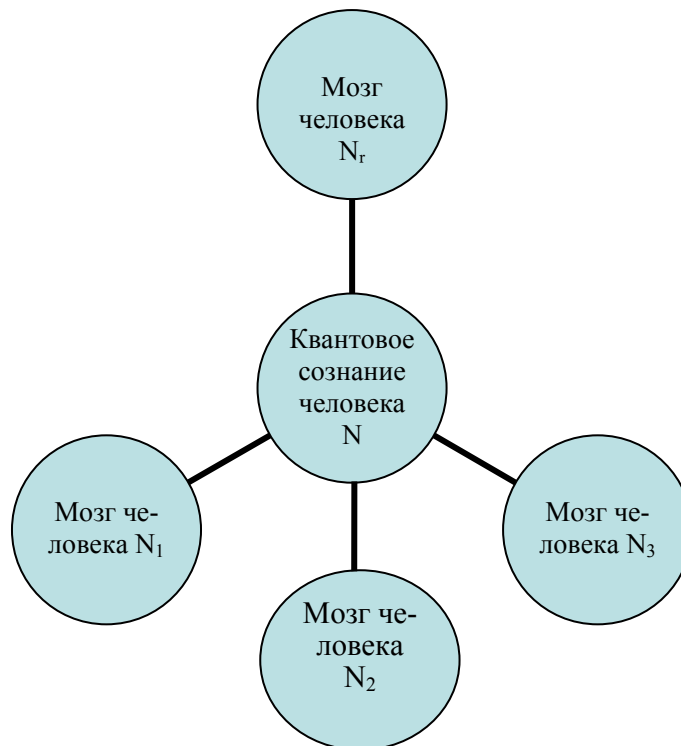 Мозг
человека
Nr
Квантовое
сознание
человека
N
Мозг че-
ловека N1
Мозг че-
ловека N3
Мозг че-
ловека
N2